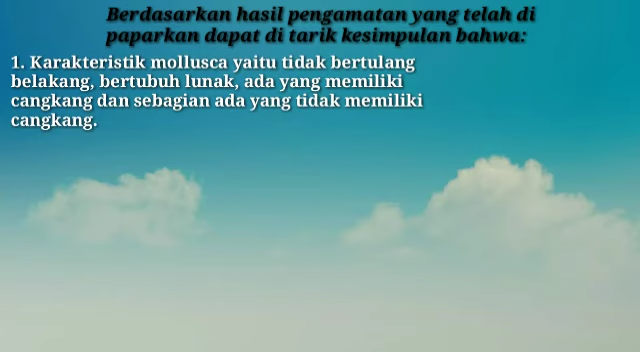 Berdasarkan hasil pengamatan yang telah di
paparkan dapat di tarik kesimpulan bahwa:
1. Karakteristik mollusca yaitu tidak bertulang
belakang, bertubuh lunak, ada yang memiliki
cangkang dan sebagian ada yang tidak memiliki
cangkang.